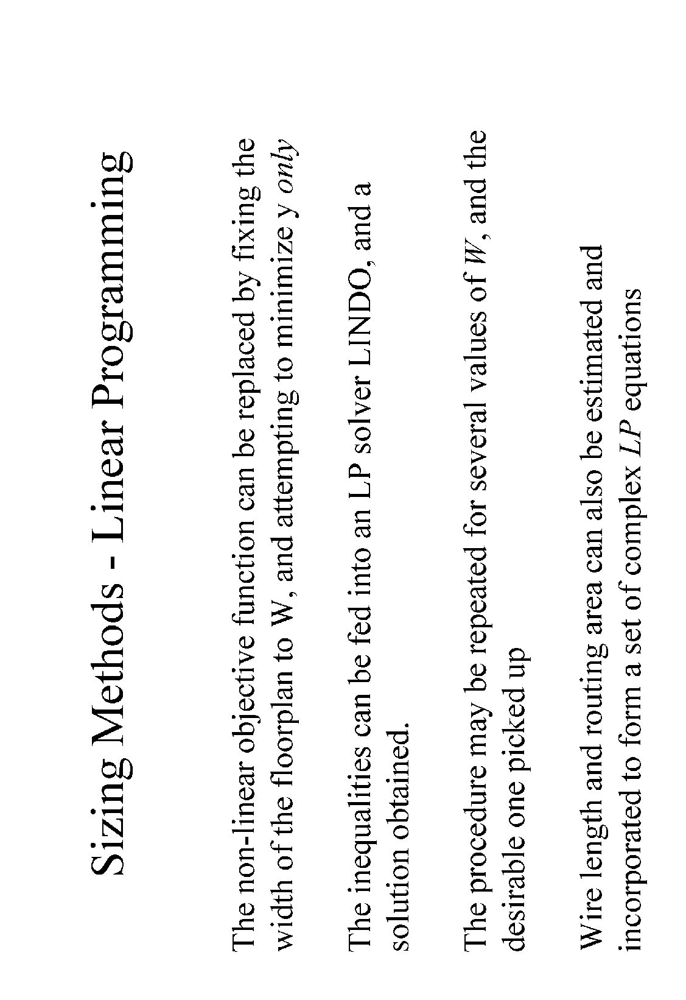 Sizing Methods - Linear Programming
The non-linear objective function can be replaced by fixing the
width of the floorplan to W, and attempting to minimize y only
The inequalities can be fed into an LP solver LINDO, and a
solution obtained.
The procedure may be repeated for several values of W, and the
desirable one picked up
Wire length and routing area can also be estimated and
incorporated to form a set of complex LP equations